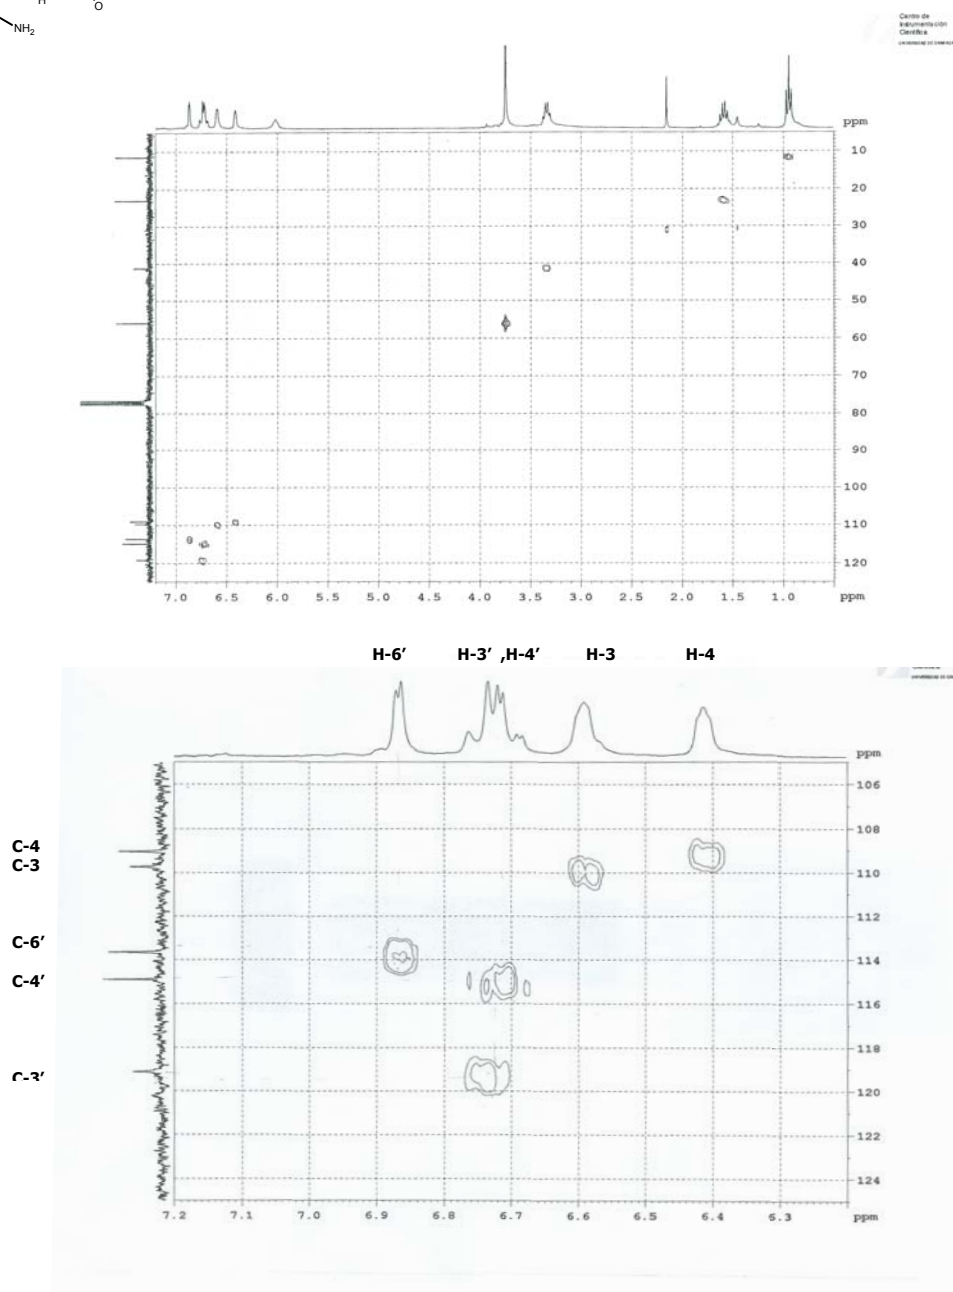 H
O
NH2
Centro de
Instrumentación
Científica
ppm
10
20
30
40
50
60
70
80
90
100
110
120
7.0 6.5 6.0 5.5 5.0 4.5 4.0 3.5 3.0 2.5 2.0 1.5 1.0 ppm
H-6′ H-3′ ,H-4′ H-3 H-4
ppm
106
108
C-4
C-3
110
112
C-6′
114
C-4′
116
118
C-3′
120
122
124
7.2 7.1 7.0 6.9 6.8 6.7 6.6 6.5 6.4 6.3 ppm